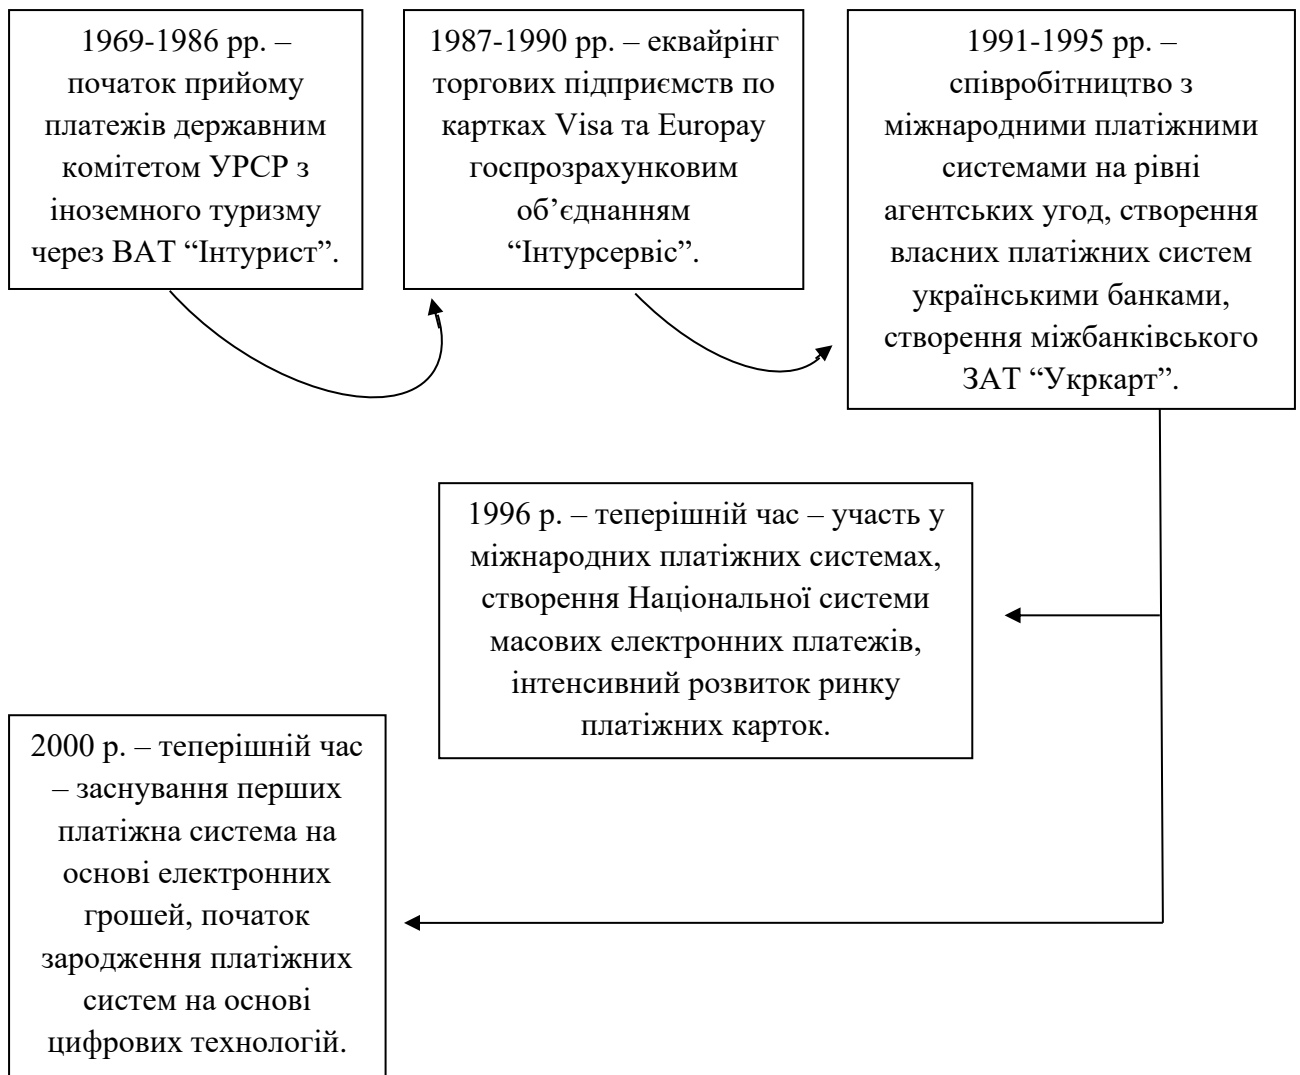 1969-1986 рр. –
початок прийому
платежів державним
комітетом УРСР з
іноземного туризму
через ВАТ “Інтурист”.
1987-1990 рр. – еквайрінг
торгових підприємств по
картках Visa та Europay
госпрозрахунковим
об’єднанням
“Інтурсервіс”.
1991-1995 рр. –
співробітництво з
міжнародними платіжними
системами на рівні
агентських угод, створення
власних платіжних систем
українськими банками,
створення міжбанківського
ЗАТ “Укркарт”.
1996 р. – теперішній час – участь у
міжнародних платіжних системах,
створення Національної системи
масових електронних платежів,
інтенсивний розвиток ринку
платіжних карток.
2000 р. – теперішній час
– заснування перших
платіжна система на
основі електронних
грошей, початок
зародження платіжних
систем на основі
цифрових технологій.